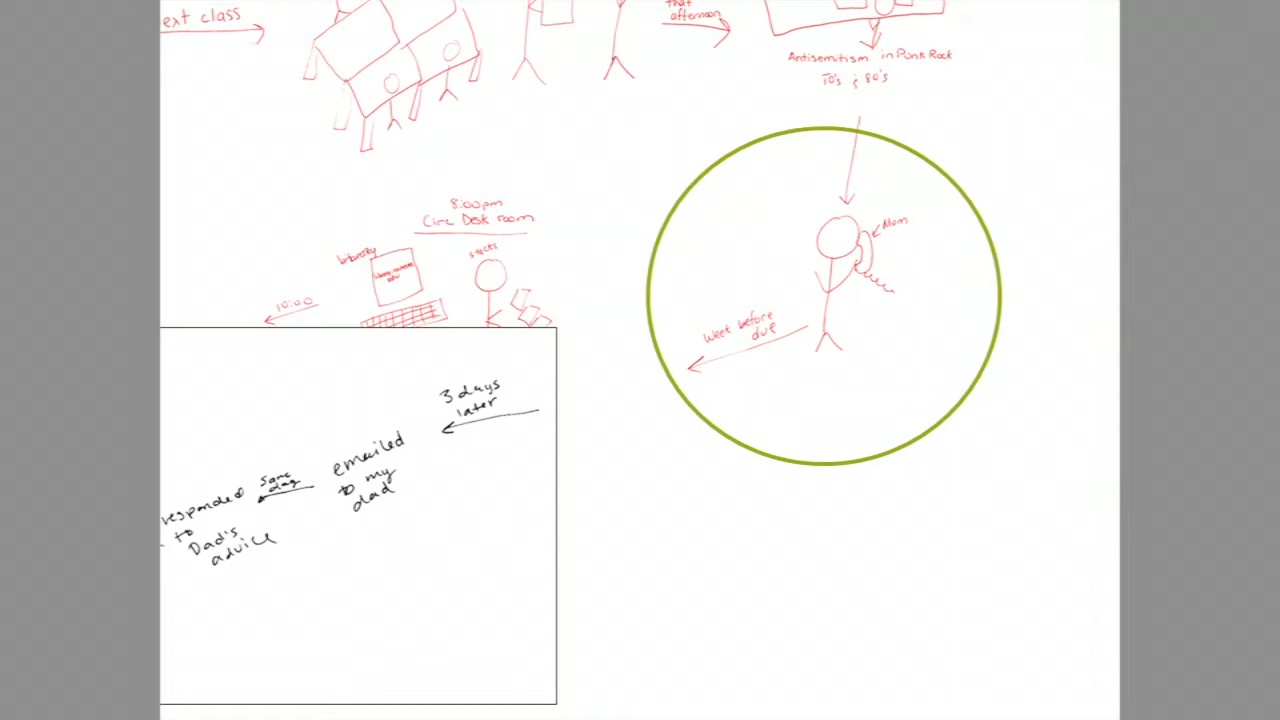 ext class
that
afternoon
Antisemitism in Punk Rock
70's & 80's
8:00pm
Circ Desk room
Mom
stacks
10:00
Week before
due
3 days
later
emailed
to my
dad
same
day
responded
to
Dad's
advice